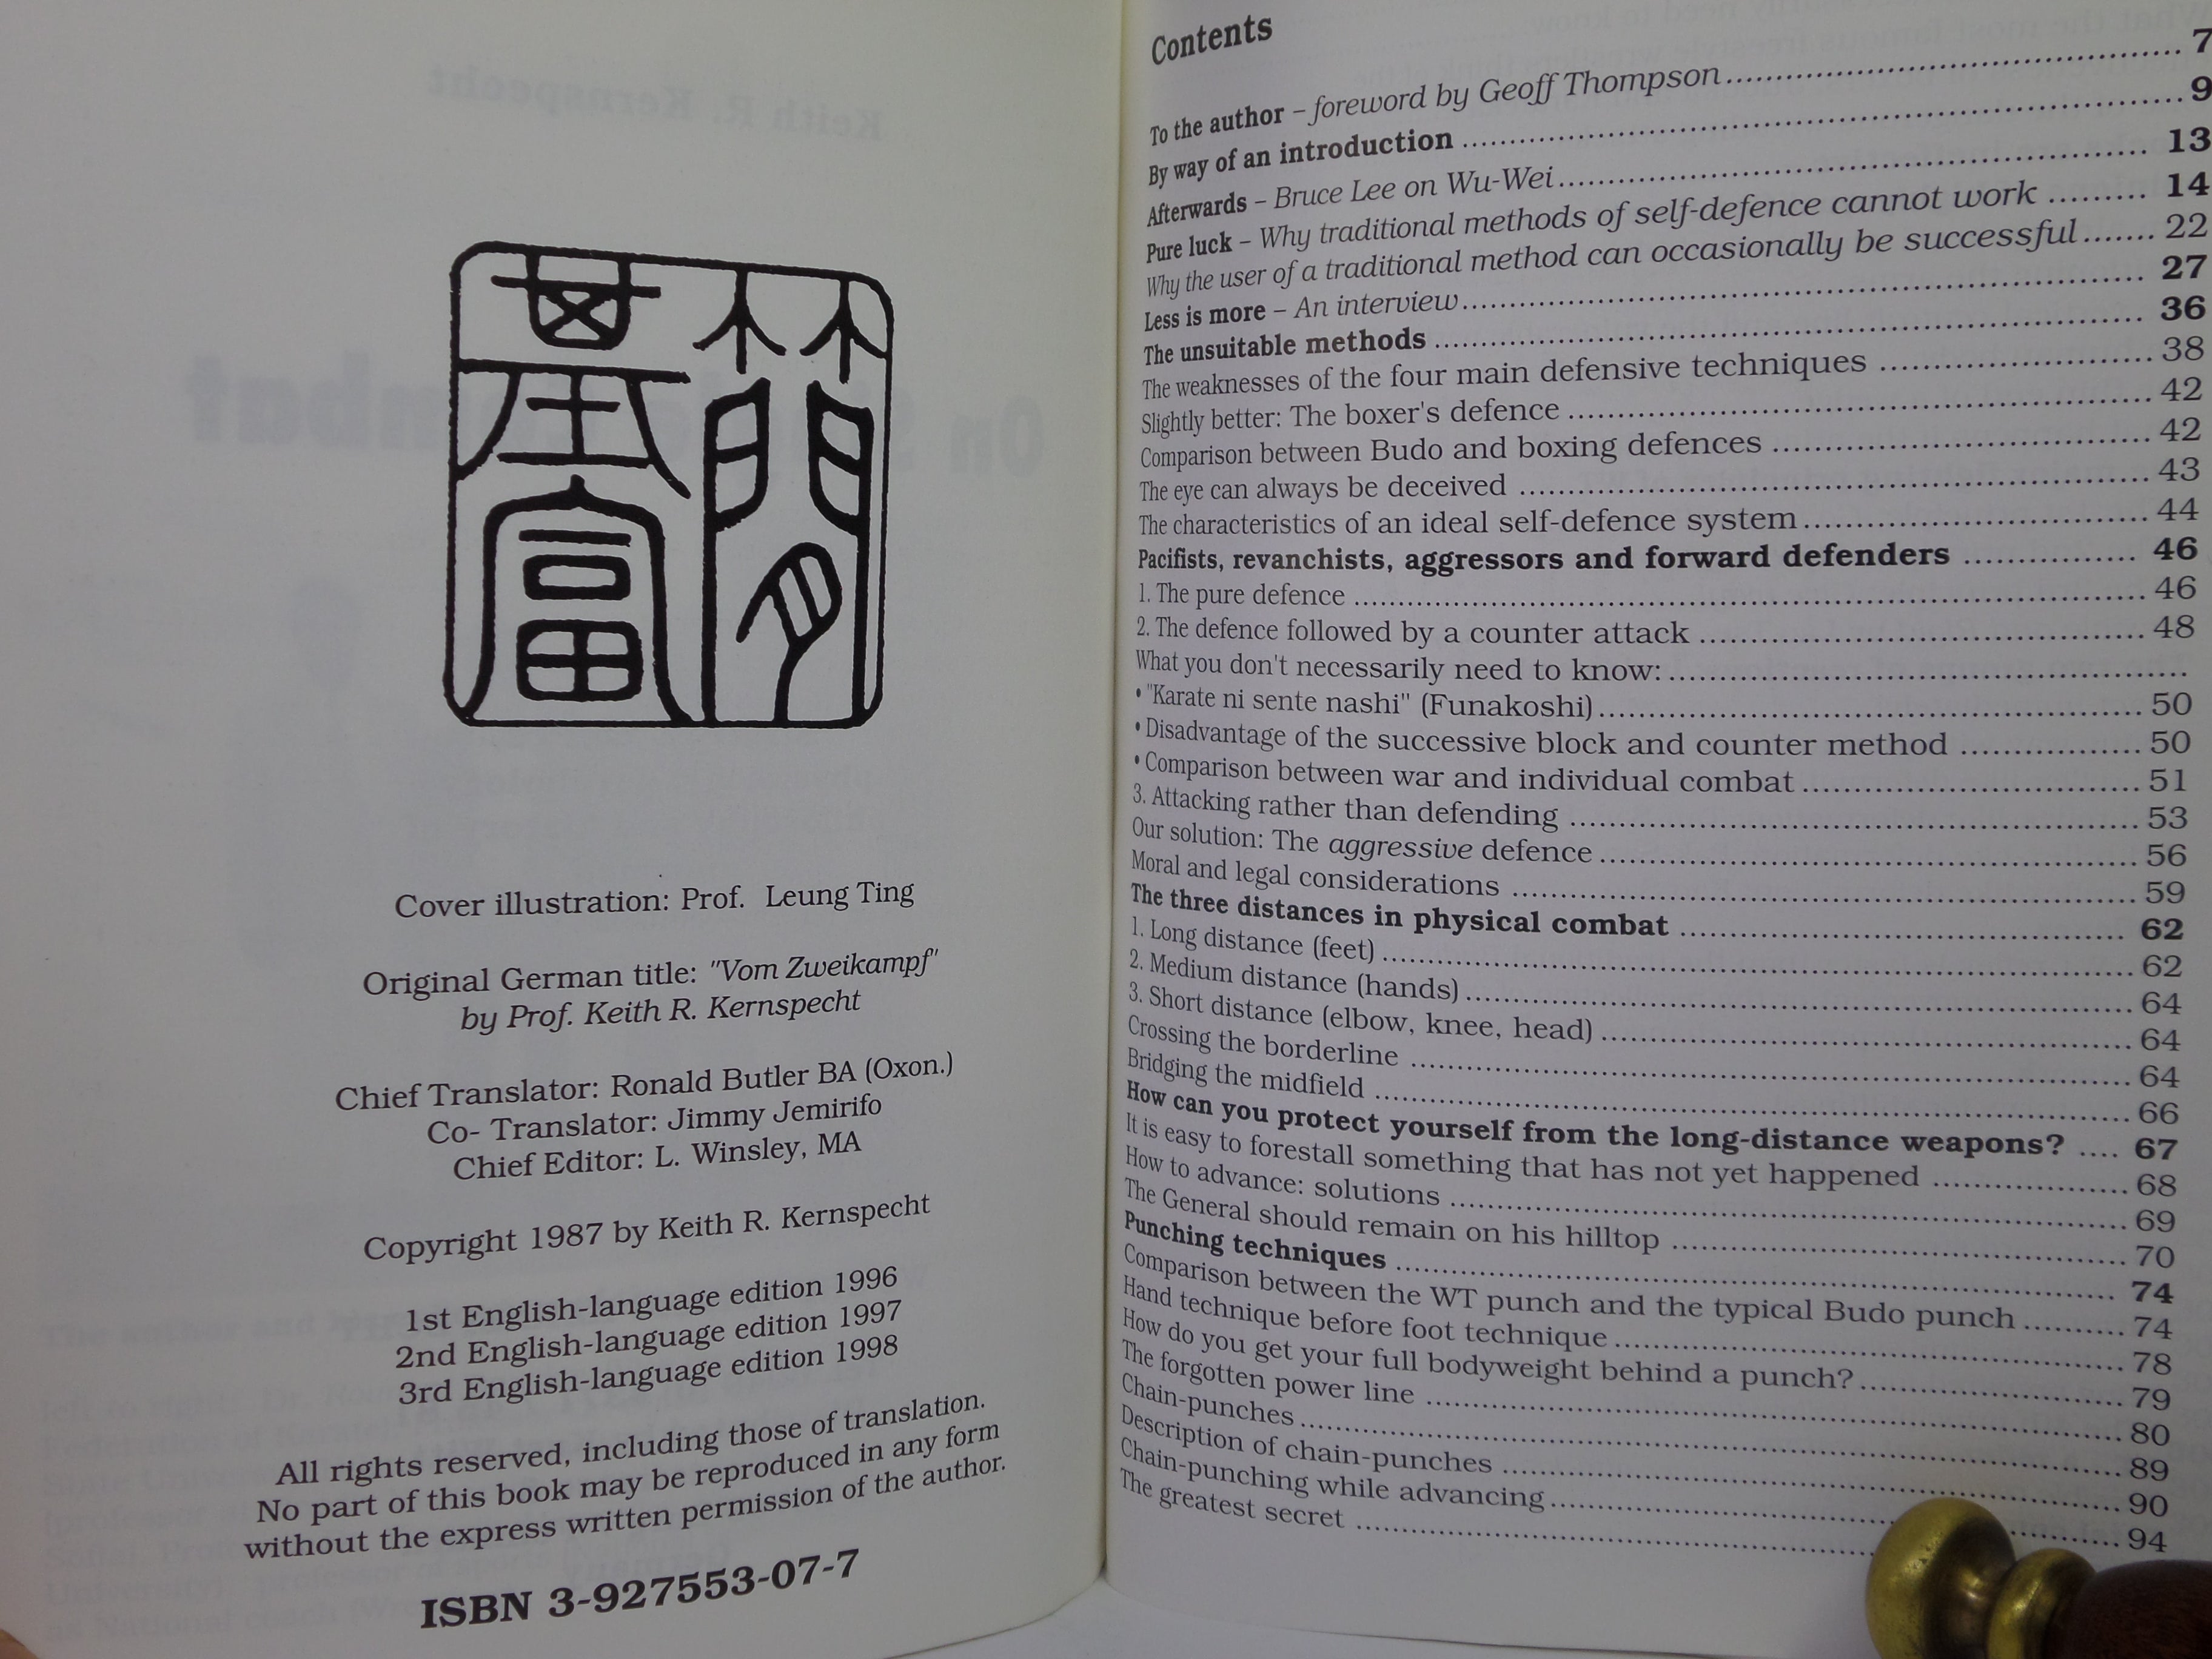 Cover illustration: Prof. Leung Ting
Original German title: "Vom Zweikampf"
by Prof. Keith R. Kernspecht
Chief Translator: Ronald Butler BA (Oxon.)
Co- Translator: Jimmy Jemirifo
Chief Editor: L. Winsley, MA
Copyright 1987 by Keith R. Kernspecht
1st English-language edition 1996
2nd English-language edition 1997
3rd English-language edition 1998
All rights reserved, including those of translation.
No part of this book may be reproduced in any form
without the express written permission of the author.
ISBN 3-927553-07-7
Contents
To the author – foreword by Geoff Thompson ........ 7
By way of an introduction ........ 9
Afterwards – Bruce Lee on Wu-Wei ........ 13
Pure luck – Why traditional methods of self-defence cannot work ........ 14
Why the user of a traditional method can occasionally be successful ....... 22
Less is more – An interview ........ 27
The unsuitable methods ........ 36
The weaknesses of the four main defensive techniques ........ 38
Slightly better: The boxer's defence ........ 42
Comparison between Budo and boxing defences ........ 42
The eye can always be deceived ........ 43
The characteristics of an ideal self-defence system ........ 44
Pacifists, revanchists, aggressors and forward defenders ........ 46
1. The pure defence ........ 46
2. The defence followed by a counter attack ........ 48
What you don't necessarily need to know: ........
• "Karate ni sente nashi" (Funakoshi) ........ 50
• Disadvantage of the successive block and counter method ........ 50
• Comparison between war and individual combat ........ 51
3. Attacking rather than defending ........ 53
Our solution: The aggressive defence ........ 56
Moral and legal considerations ........ 59
The three distances in physical combat ........ 62
1. Long distance (feet) ........ 62
2. Medium distance (hands) ........ 64
3. Short distance (elbow, knee, head) ........ 64
Crossing the borderline ........ 64
Bridging the midfield ........ 66
How can you protect yourself from the long-distance weapons? .... 67
It is easy to forestall something that has not yet happened ........ 68
How to advance: solutions ........ 69
The General should remain on his hilltop ........ 70
Punching techniques ........ 74
Comparison between the WT punch and the typical Budo punch ........ 74
Hand technique before foot technique ........ 78
How do you get your full bodyweight behind a punch? ........ 79
The forgotten power line ........ 80
Chain-punches ........ 89
Description of chain-punches ........ 90
Chain-punching while advancing ........ 94
The greatest secret ........